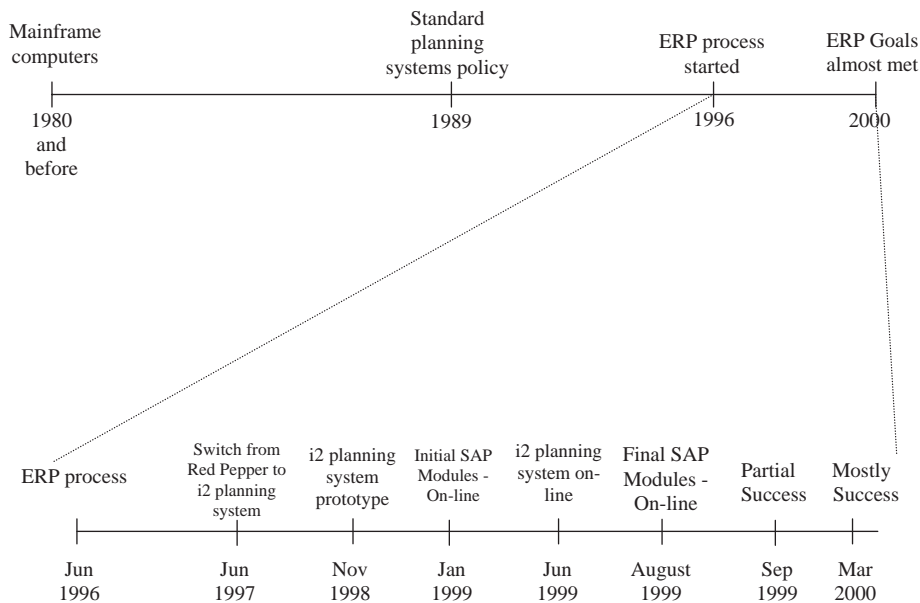 Mainframe
computers
Standard
planning
systems policy
ERP process
started
ERP Goals
almost met
1980
and
before
1989
1996
2000
ERP process
Switch from
Red Pepper to
i2 planning
system
i2 planning
system
prototype
Initial SAP
Modules -
On-line
i2 planning
system on-
line
Final SAP
Modules -
On-line
Partial
Success
Mostly
Success
Jun
1996
Jun
1997
Nov
1998
Jan
1999
Jun
1999
August
1999
Sep
1999
Mar
2000